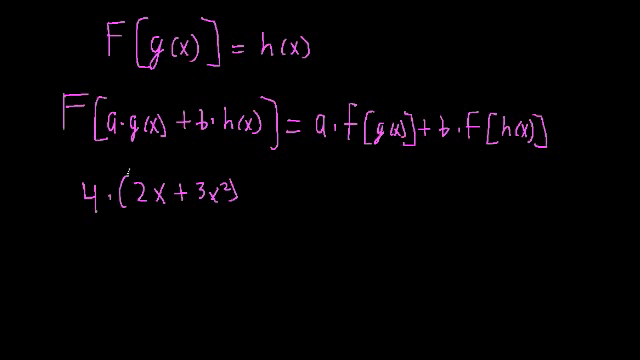 F[g(x)] = h(x)
F[a·g(x) + b·h(x)] = a·f[g(x)] + b·F[h(x)]
4·(2x + 3x²)